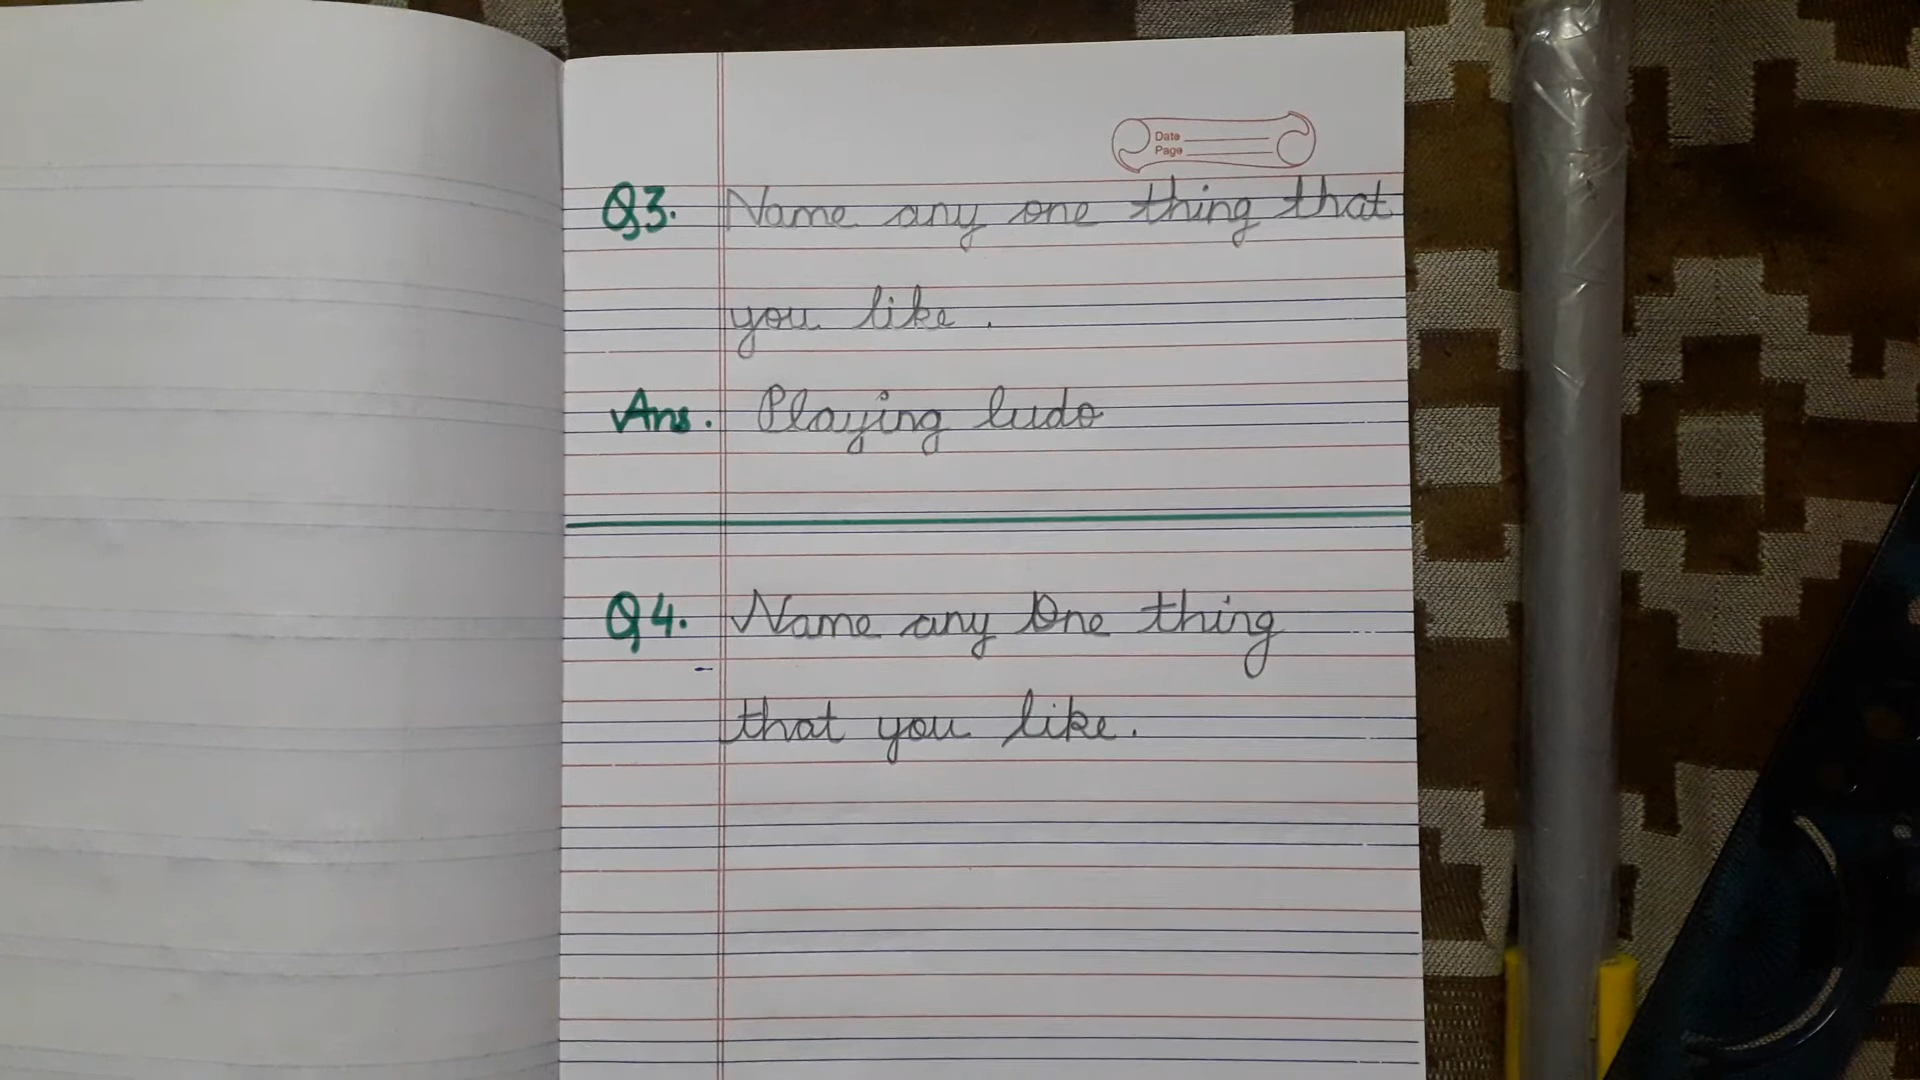 Date
Page
Q3. Name any one thing that
you like.
Ans. Playing ludo
Q4. Name any One thing
that you like.